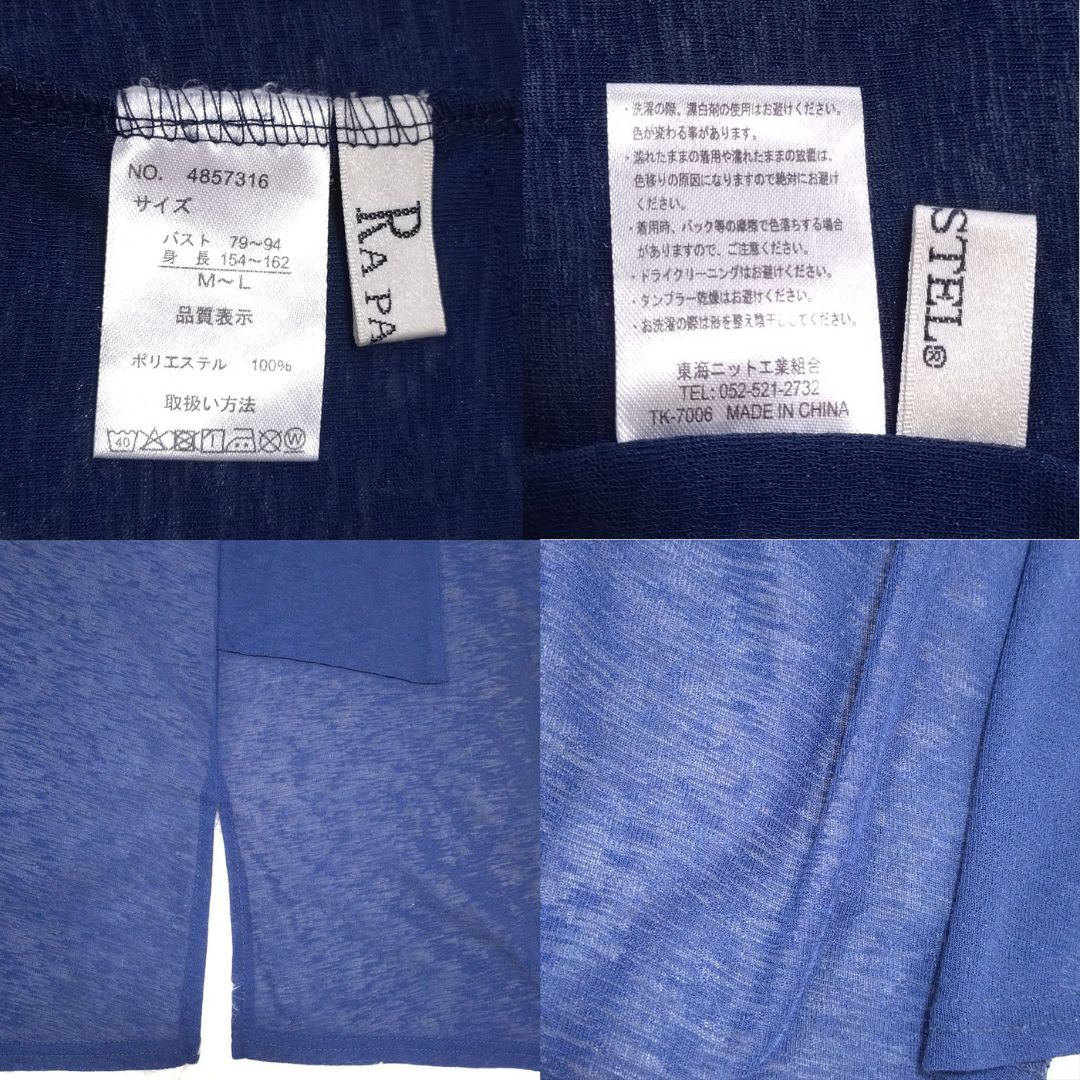 NO. 4857316
サイズ
バスト 79～94
身長 154～162
M～L
品質表示
ポリエステル 100%
取扱い方法
40
W
RA PA
・洗濯の際、漂白剤の使用はお避けください。
色が変わる事があります。
・濡れたままの着用や濡れたままの放置は、
色移りの原因になりますので絶対にお避け
ください。
・着用時、バック等の摩擦で色落ちする場合
がありますので、ご注意ください。
・ドライクリーニングはお避けください。
・タンブラー乾燥はお避けください。
・お洗濯の際は形を整え陰干ししてください。
東海ニット工業組合
TEL: 052-521-2732
TK-7006 MADE IN CHINA
STEL®